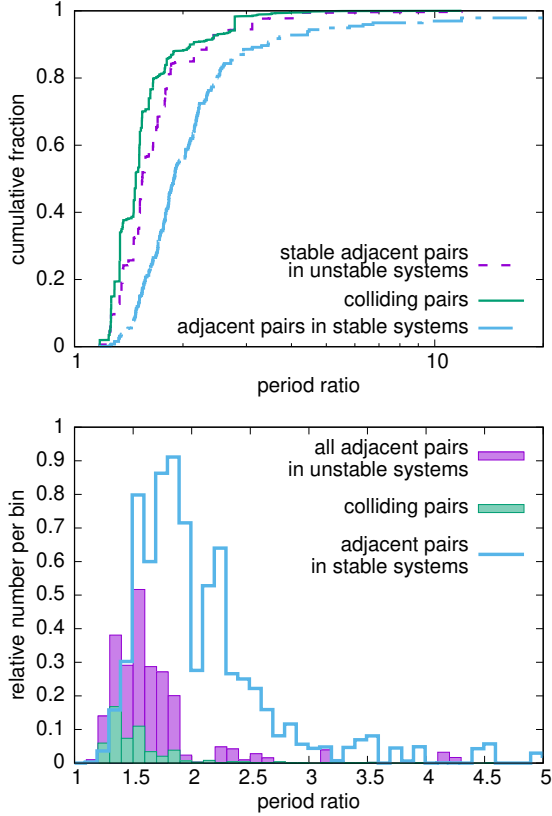 1
0.8
0.6
0.4
0.2
0
cumulative fraction
stable adjacent pairs
in unstable systems
colliding pairs
adjacent pairs in stable systems
1
10
period ratio
1
0.9
0.8
0.7
0.6
0.5
0.4
0.3
0.2
0.1
0
relative number per bin
all adjacent pairs
in unstable systems
colliding pairs
adjacent pairs
in stable systems
1
1.5
2
2.5
3
3.5
4
4.5
5
period ratio